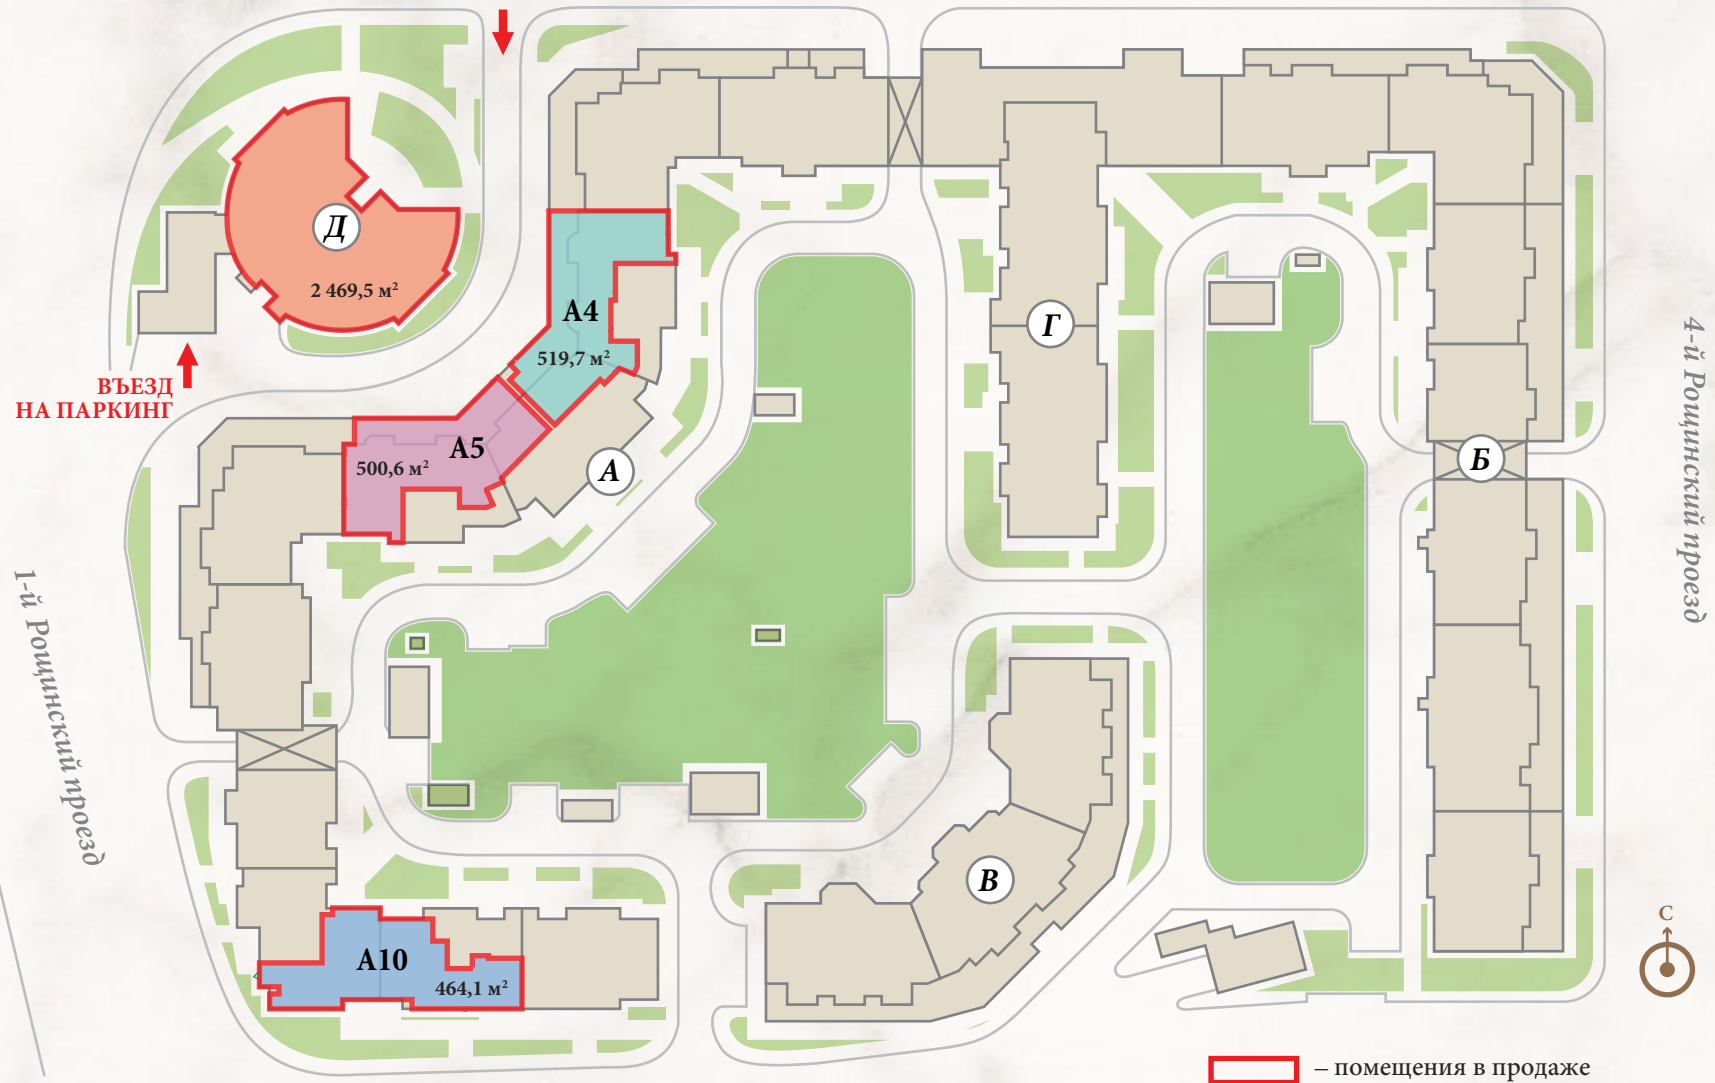 Д
2 469,5 м²
ВЪЕЗД
НА ПАРКИНГ
А4
519,7 м²
А5
500,6 м²
А
Г
Б
4-й Рощинский проезд
1-й Рощинский проезд
В
А10
464,1 м²
С
– помещения в продаже